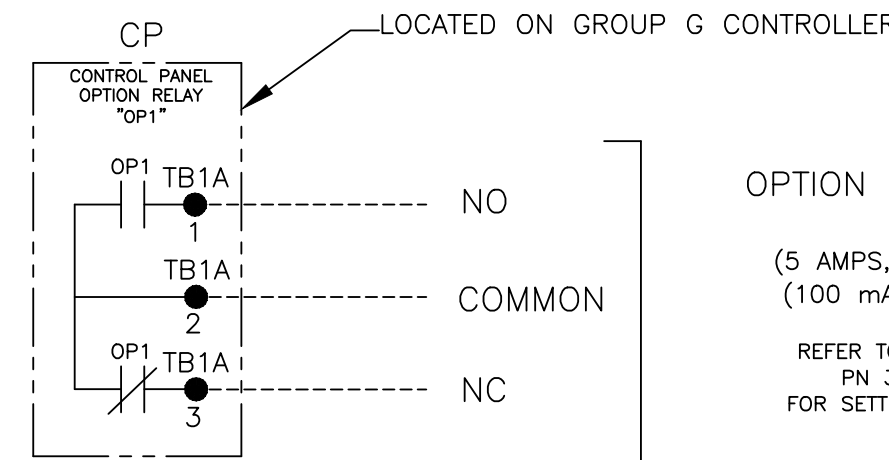 CP
LOCATED ON GROUP G CONTROLLER
CONTROL PANEL
OPTION RELAY
"OP1"
OP1
TB1A
1
NO
TB1A
2
COMMON
OP1
TB1A
3
NC
OPTION
(5 AMPS,
(100 mA
REFER TO
PN
FOR SETT